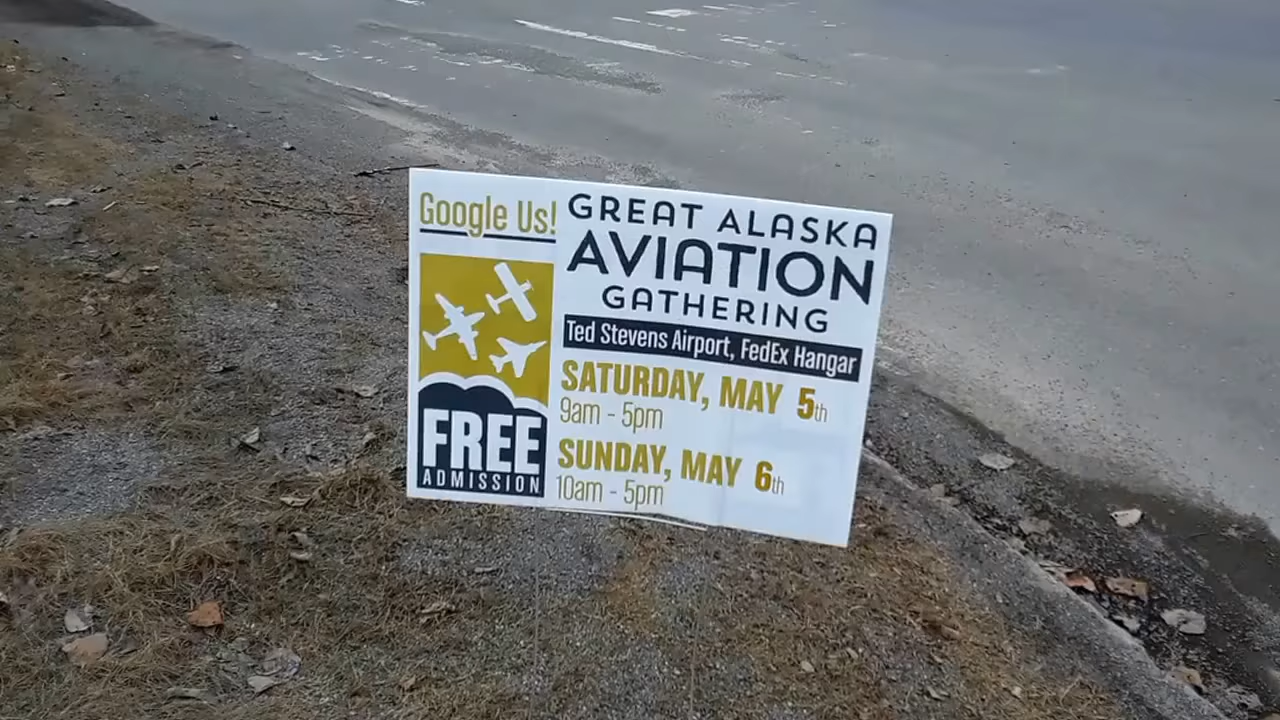 Google Us!
FREE
ADMISSION
GREAT ALASKA
AVIATION
GATHERING
Ted Stevens Airport, FedEx Hangar
SATURDAY, MAY 5th
9am - 5pm
SUNDAY, MAY 6th
10am - 5pm